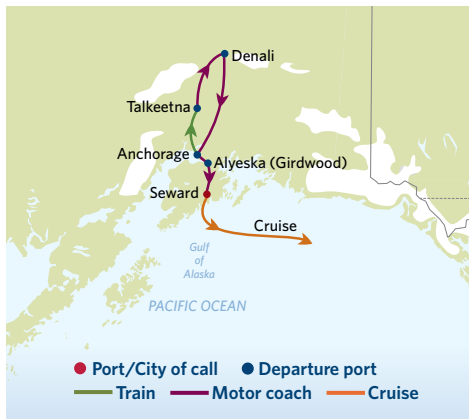 Denali
Talkeetna
Anchorage
Alyeska (Girdwood)
Seward
Cruise
Gulf
of
Alaska
PACIFIC OCEAN
Port/City of call Departure port
Train Motor coach Cruise